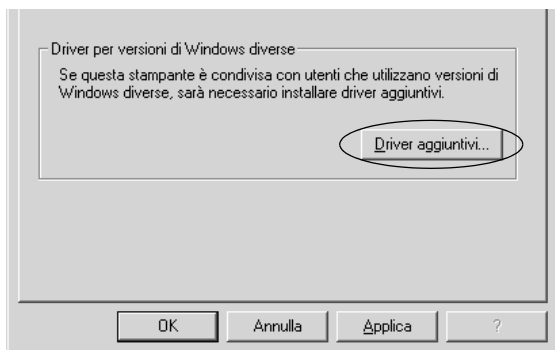 Driver per versioni di Windows diverse
Se questa stampante è condivisa con utenti che utilizzano versioni di
Windows diverse, sarà necessario installare driver aggiuntivi.
Driver aggiuntivi...
OK Annulla Applica ?